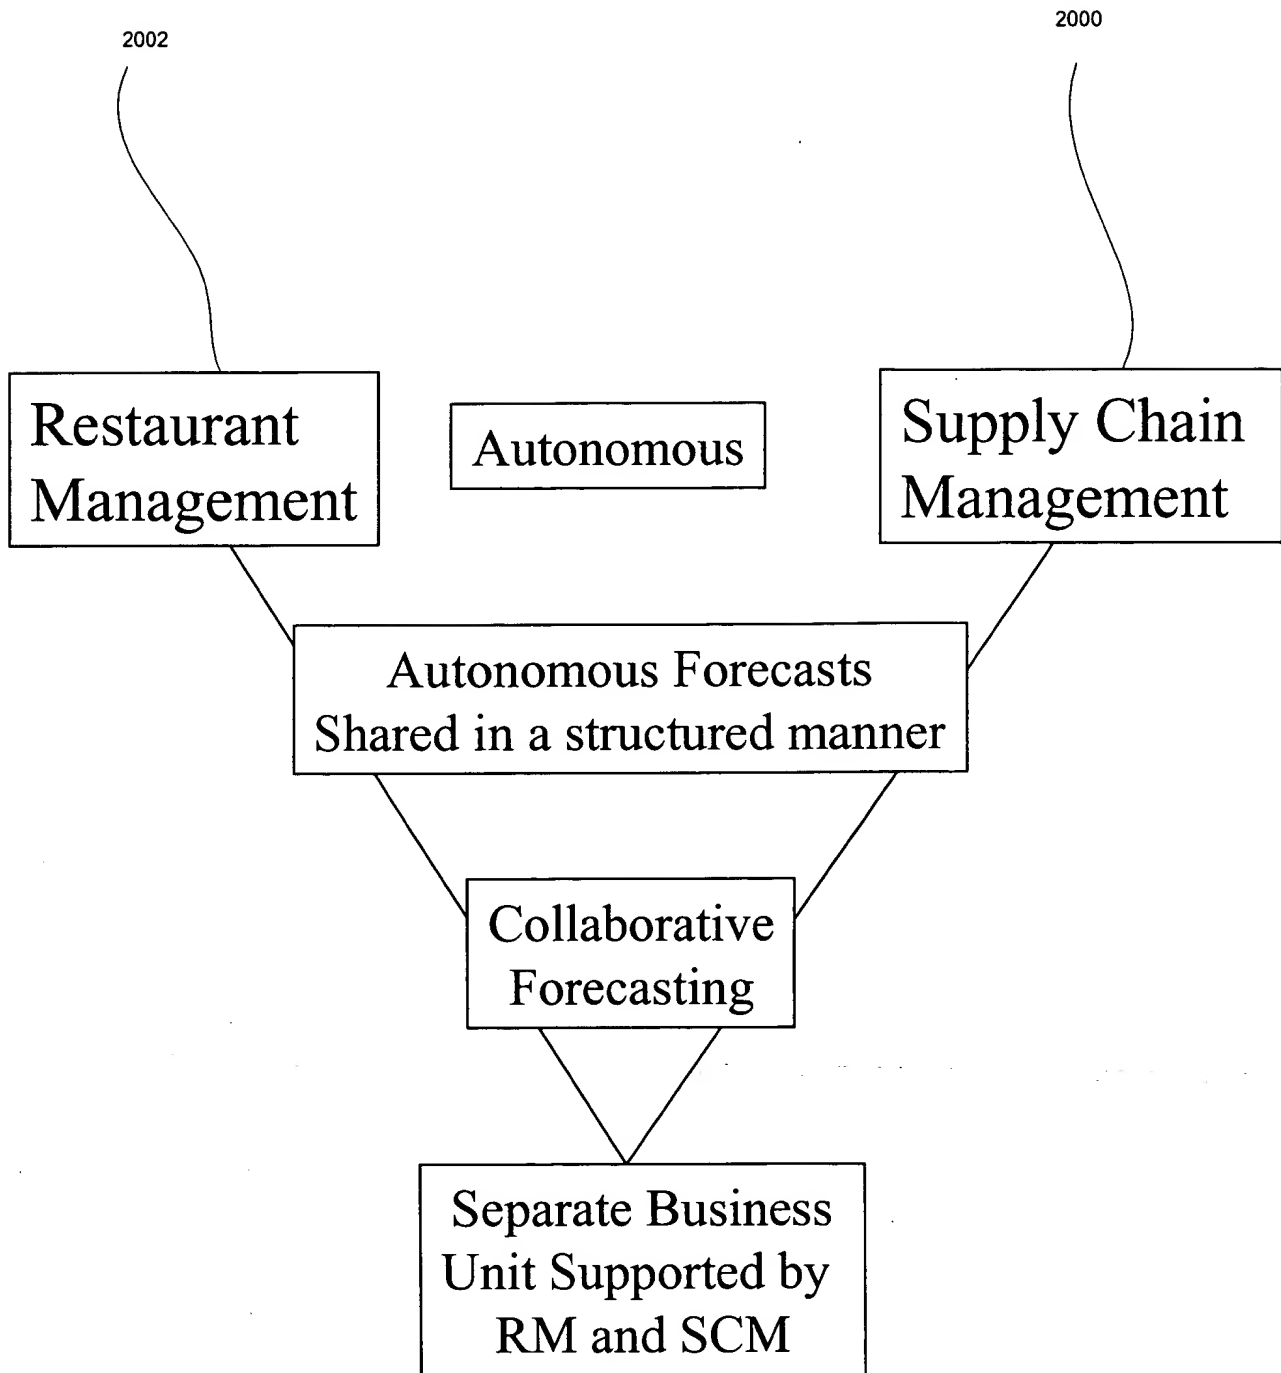 2002
2000
Restaurant
Management
Autonomous
Supply Chain
Management
Autonomous Forecasts
Shared in a structured manner
Collaborative
Forecasting
Separate Business
Unit Supported by
RM and SCM